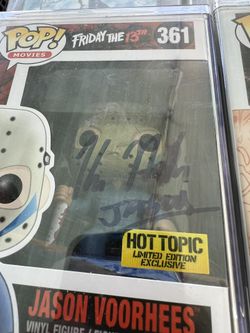 POP!
MOVIES
FRIDAY THE 13TH
361
HOT TOPIC
LIMITED EDITION
EXCLUSIVE
JASON VOORHEES
VINYL FIGURE